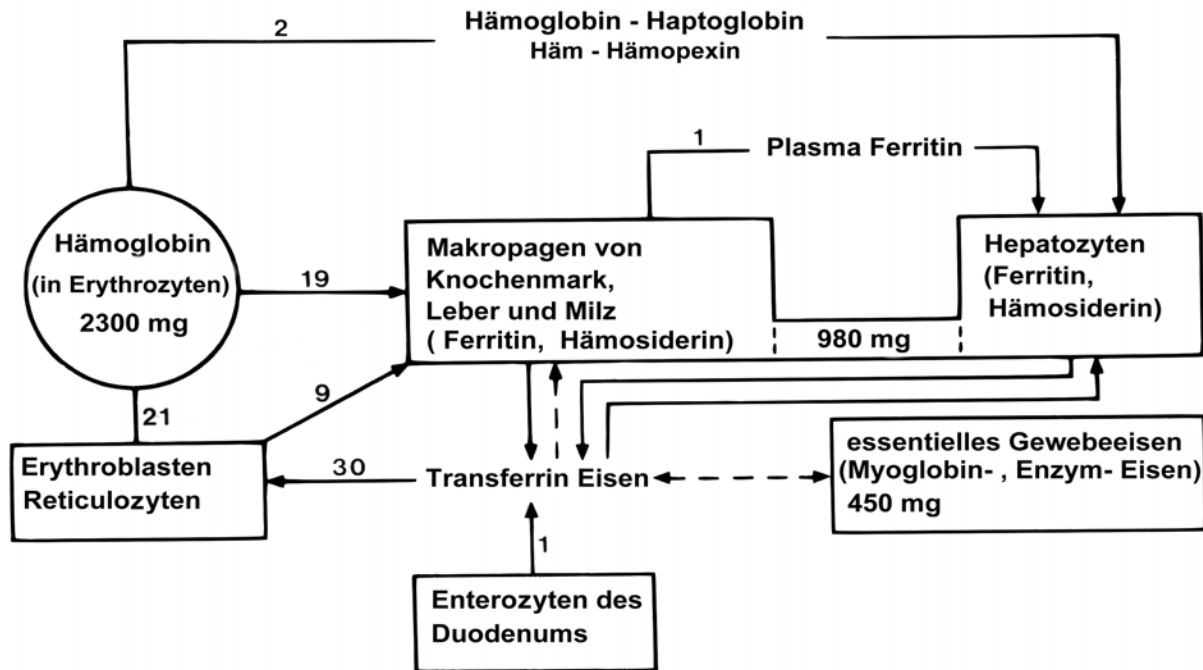 2
Hämoglobin - Haptoglobin
Häm - Hämopexin
1
Plasma Ferritin
Hämoglobin
(in Erythrozyten)
2300 mg
19
Makropagen von
Knochenmark,
Leber und Milz
( Ferritin, Hämosiderin)
980 mg
Hepatozyten
(Ferritin,
Hämosiderin)
21
9
Erythroblasten
Reticulozyten
30
Transferrin Eisen
essentielles Gewebeeisen
(Myoglobin- , Enzym- Eisen)
450 mg
1
Enterozyten des
Duodenums